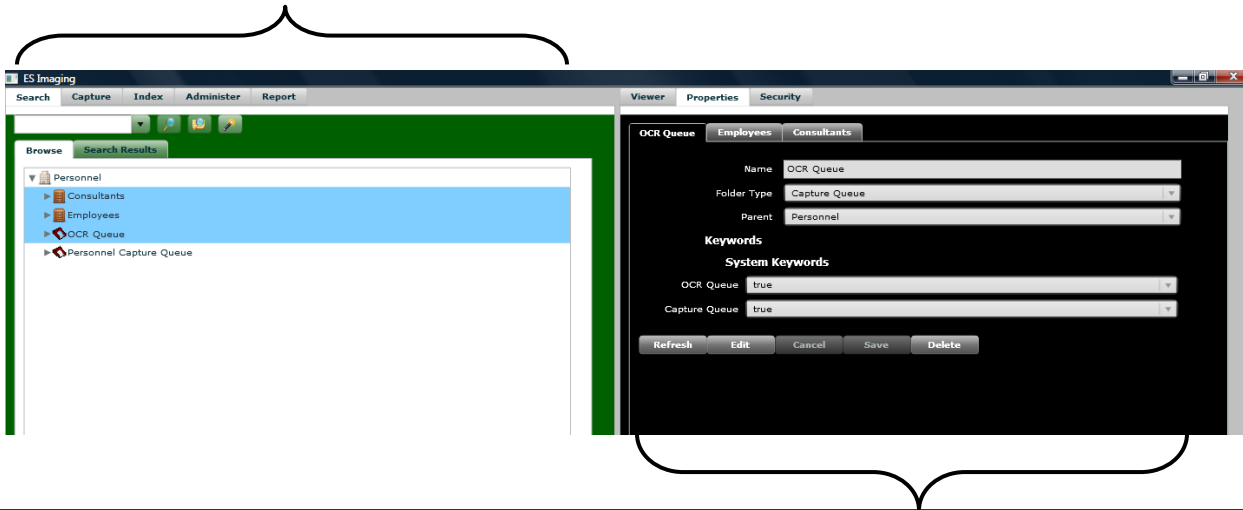 ES Imaging
Search Capture Index Administer Report
Browse Search Results
Personnel
Consultants
Employees
OCR Queue
Personnel Capture Queue
Viewer Properties Security
OCR Queue Employees Consultants
Name OCR Queue
Folder Type Capture Queue
Parent Personnel
Keywords
System Keywords
OCR Queue true
Capture Queue true
Refresh Edit Cancel Save Delete